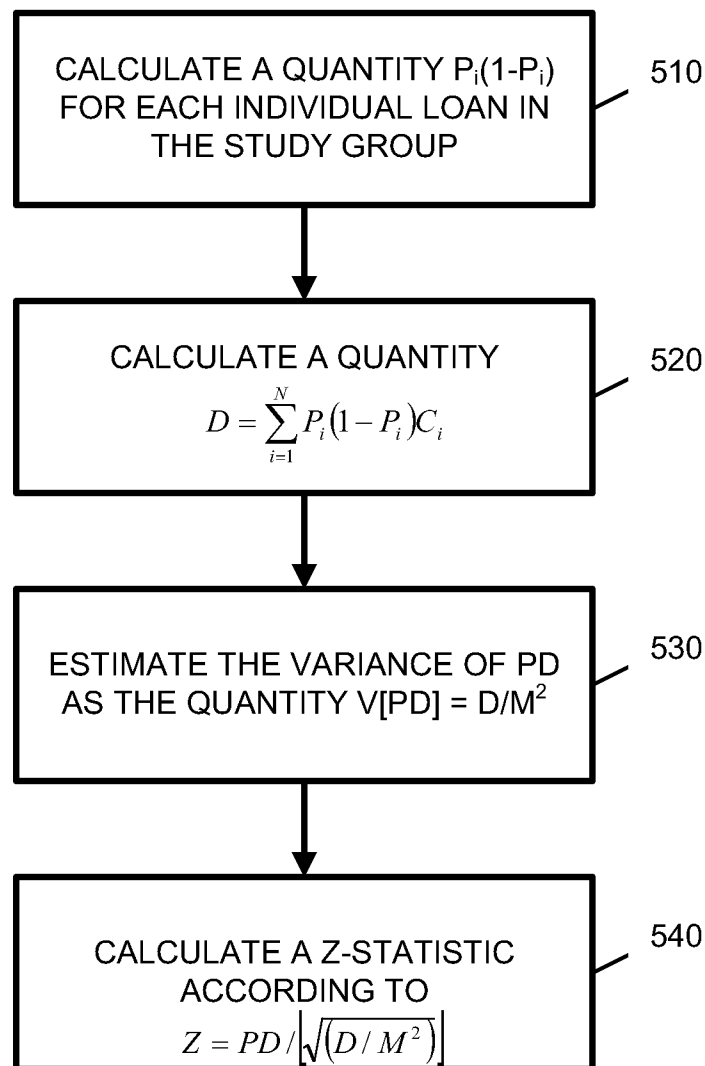 CALCULATE A QUANTITY Pᵢ(1-Pᵢ)
FOR EACH INDIVIDUAL LOAN IN
THE STUDY GROUP
510
CALCULATE A QUANTITY
D = ∑ᵢ₌₁ᴺ Pᵢ(1 − Pᵢ)Cᵢ
520
ESTIMATE THE VARIANCE OF PD
AS THE QUANTITY V[PD] = D/M²
530
CALCULATE A Z-STATISTIC
ACCORDING TO
Z = PD/⌊√(D/M²)⌋
540